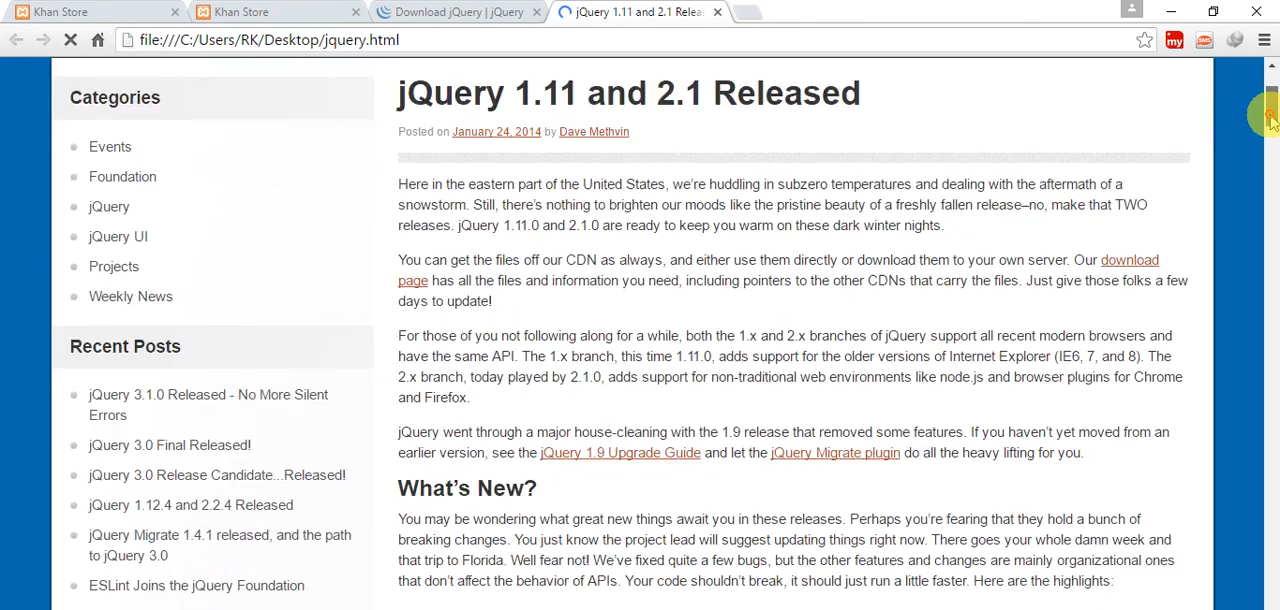 Khan Store
Khan Store
Download jQuery | jQuery
jQuery 1.11 and 2.1 Relea
file:///C:/Users/RK/Desktop/jquery.html
my
SMS
Categories
Events
Foundation
jQuery
jQuery UI
Projects
Weekly News
Recent Posts
jQuery 3.1.0 Released - No More Silent
Errors
jQuery 3.0 Final Released!
jQuery 3.0 Release Candidate...Released!
jQuery 1.12.4 and 2.2.4 Released
jQuery Migrate 1.4.1 released, and the path
to jQuery 3.0
ESLint Joins the jQuery Foundation
jQuery 1.11 and 2.1 Released
Posted on January 24, 2014 by Dave Methvin
Here in the eastern part of the United States, we’re huddling in subzero temperatures and dealing with the aftermath of a
snowstorm. Still, there’s nothing to brighten our moods like the pristine beauty of a freshly fallen release–no, make that TWO
releases. jQuery 1.11.0 and 2.1.0 are ready to keep you warm on these dark winter nights.
You can get the files off our CDN as always, and either use them directly or download them to your own server. Our download
page has all the files and information you need, including pointers to the other CDNs that carry the files. Just give those folks a few
days to update!
For those of you not following along for a while, both the 1.x and 2.x branches of jQuery support all recent modern browsers and
have the same API. The 1.x branch, this time 1.11.0, adds support for the older versions of Internet Explorer (IE6, 7, and 8). The
2.x branch, today played by 2.1.0, adds support for non-traditional web environments like node.js and browser plugins for Chrome
and Firefox.
jQuery went through a major house-cleaning with the 1.9 release that removed some features. If you haven’t yet moved from an
earlier version, see the jQuery 1.9 Upgrade Guide and let the jQuery Migrate plugin do all the heavy lifting for you.
What’s New?
You may be wondering what great new things await you in these releases. Perhaps you’re fearing that they hold a bunch of
breaking changes. You just know the project lead will suggest updating things right now. There goes your whole damn week and
that trip to Florida. Well fear not! We’ve fixed quite a few bugs, but the other features and changes are mainly organizational ones
that don’t affect the behavior of APIs. Your code shouldn’t break, it should just run a little faster. Here are the highlights: